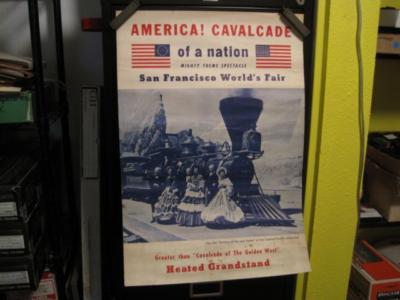 AMERICA! CAVALCADE
of a nation
MIGHTY THEME SPECTACLE
San Francisco World's Fair
Greater than "Cavalcade of The Golden West"
Heated Grandstand